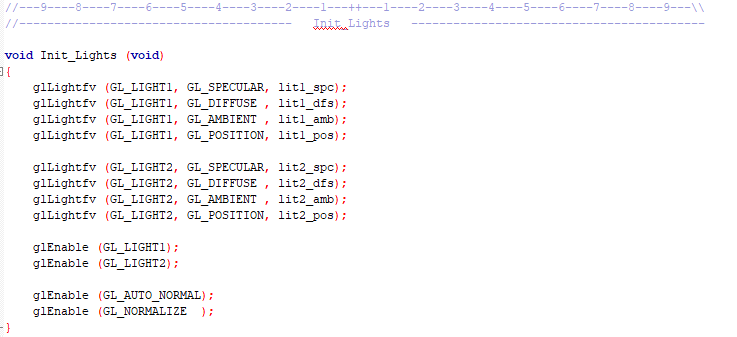 //---9----8----7----6----5----4----3----2----1---++---1----2----3----4----5----6----7----8----9---\\
//---------------------------------------   Init_Lights   ------------------------------------------
void Init_Lights (void)
{
    glLightfv (GL_LIGHT1, GL_SPECULAR, lit1_spc);
    glLightfv (GL_LIGHT1, GL_DIFFUSE , lit1_dfs);
    glLightfv (GL_LIGHT1, GL_AMBIENT , lit1_amb);
    glLightfv (GL_LIGHT1, GL_POSITION, lit1_pos);
    glLightfv (GL_LIGHT2, GL_SPECULAR, lit2_spc);
    glLightfv (GL_LIGHT2, GL_DIFFUSE , lit2_dfs);
    glLightfv (GL_LIGHT2, GL_AMBIENT , lit2_amb);
    glLightfv (GL_LIGHT2, GL_POSITION, lit2_pos);
    glEnable (GL_LIGHT1);
    glEnable (GL_LIGHT2);
    glEnable (GL_AUTO_NORMAL);
    glEnable (GL_NORMALIZE  );
}